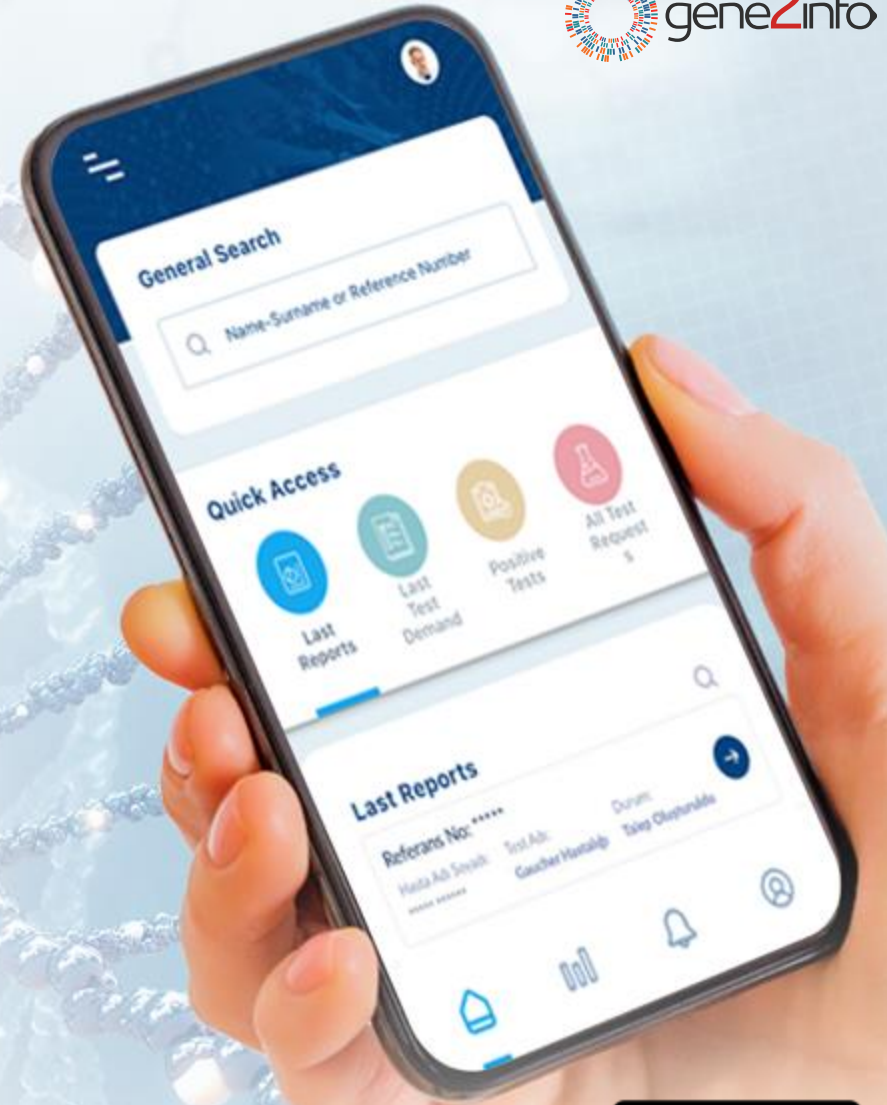 gene2info
General Search
Name-Surname or Reference Number
Quick Access
Last
Reports
Last
Test
Demand
Positive
Tests
All Test
Request
s
Last Reports
Referans No: *****
Hasta Adı Soyadı:
***** ******
Test Adı:
Gaucher Hastalığı
Durum:
Talep Oluşturuldu